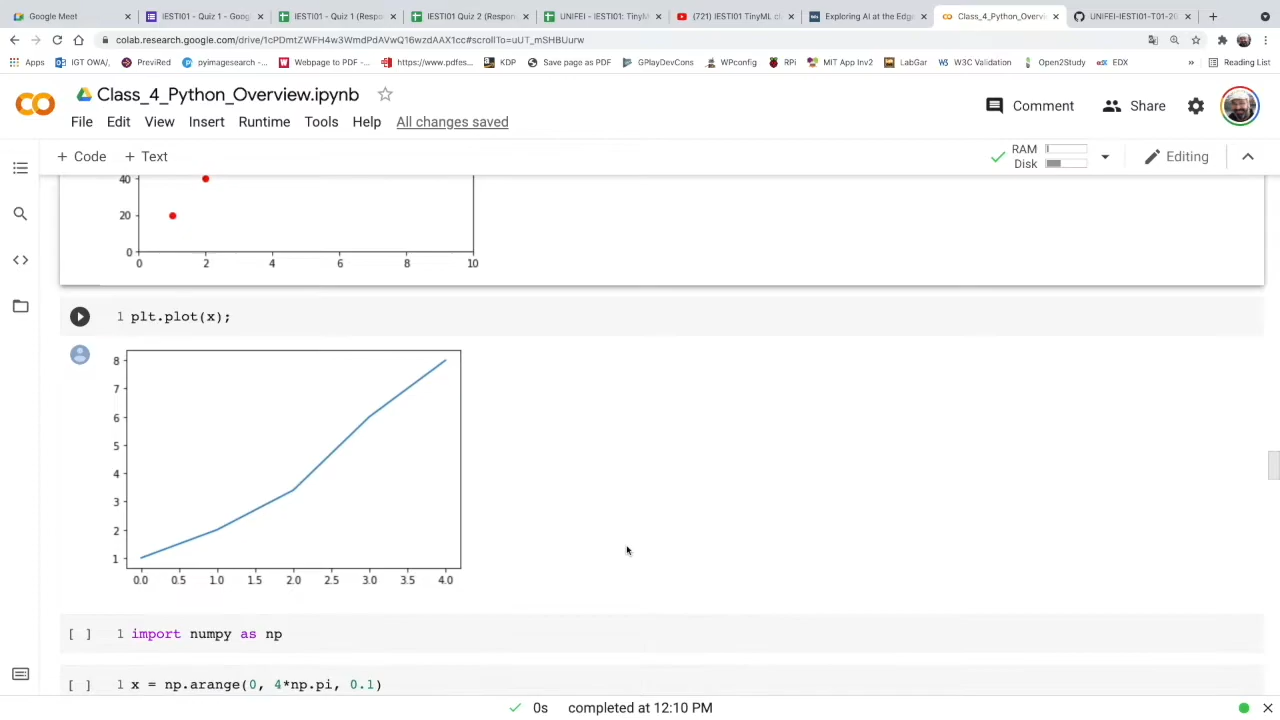 Google Meet
IESTI01 - Quiz 1 - Goog
IESTI01 - Quiz 1 (Respo
IESTI01 Quiz 2 (Respon
UNIFEI - IESTI01: TinyM
(721) IESTI01 TinyML cl
Exploring AI at the Edge
Class_4_Python_Overvie
UNIFEI-IESTI01-T01-20
colab.research.google.com/drive/1cPDmtZWFH4w3WmdPdAVwQ16wzdAAX1cc#scrollTo=uUT_mSHBUurw
Apps
IGT OWA/,
PreviRed
pyimagesearch -...
Webpage to PDF -...
https://www.pdfes...
KDP
Save page as PDF
GPlayDevCons
WPconfig
RPi
MIT App Inv2
LabGar
W3C Validation
Open2Study
EDX
»
Reading List
Class_4_Python_Overview.ipynb
Comment
Share
File Edit View Insert Runtime Tools Help All changes saved
+ Code + Text
RAM
Disk
Editing
40
20
0
0 2 4 6 8 10
1 plt.plot(x);
8
7
6
5
4
3
2
1
0.0 0.5 1.0 1.5 2.0 2.5 3.0 3.5 4.0
[ ] 1 import numpy as np
[ ] 1 x = np.arange(0, 4*np.pi, 0.1)
0s completed at 12:10 PM